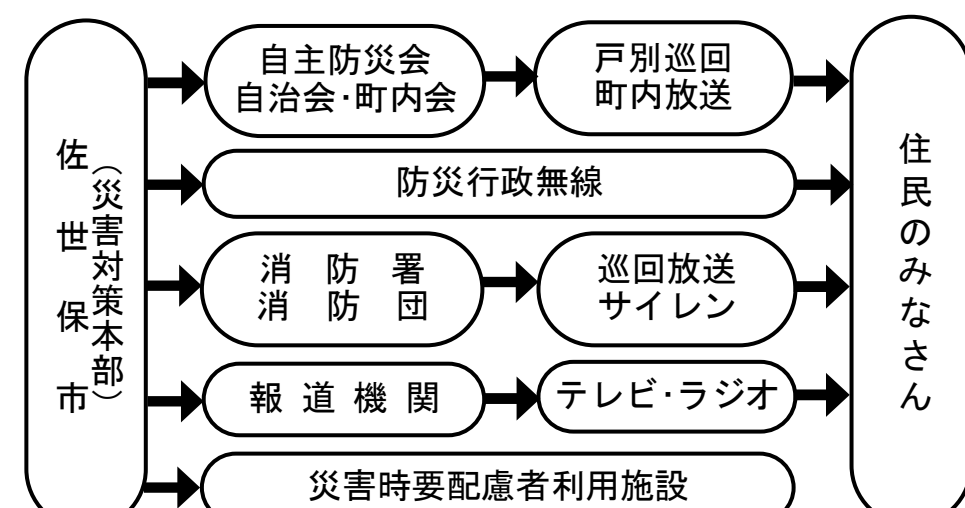 佐世保市
（災害対策本部）
自主防災会
自治会・町内会
戸別巡回
町内放送
防災行政無線
消防署
消防団
巡回放送
サイレン
報道機関
テレビ・ラジオ
災害時要配慮者利用施設
住民のみなさん